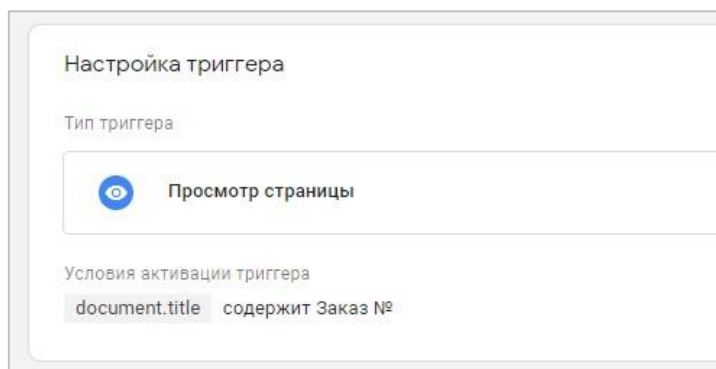 Настройка триггера
Тип триггера
Просмотр страницы
Условия активации триггера
document.title содержит Заказ №